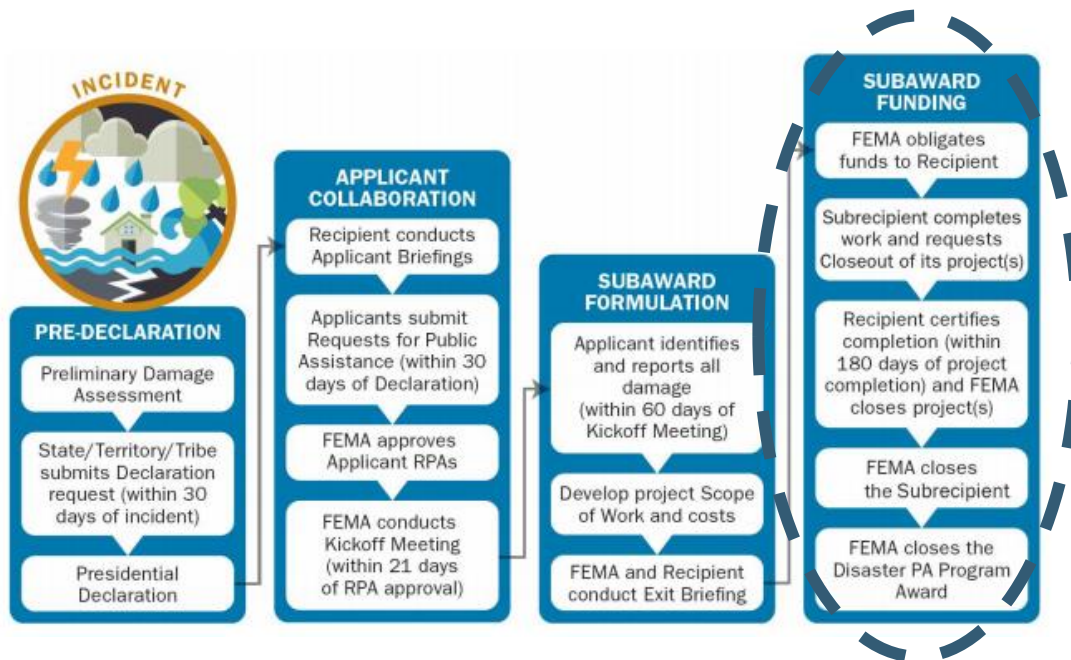 INCIDENT
PRE-DECLARATION
Preliminary Damage
Assessment
State/Territory/Tribe
submits Declaration
request (within 30
days of incident)
Presidential
Declaration
APPLICANT
COLLABORATION
Recipient conducts
Applicant Briefings
Applicants submit
Requests for Public
Assistance (within 30
days of Declaration)
FEMA approves
Applicant RPAs
FEMA conducts
Kickoff Meeting
(within 21 days
of RPA approval)
SUBAWARD
FORMULATION
Applicant identifies
and reports all
damage
(within 60 days of
Kickoff Meeting)
Develop project Scope
of Work and costs
FEMA and Recipient
conduct Exit Briefing
SUBAWARD
FUNDING
FEMA obligates
funds to Recipient
Subrecipient completes
work and requests
Closeout of its project(s)
Recipient certifies
completion (within
180 days of project
completion) and FEMA
closes project(s)
FEMA closes
the Subrecipient
FEMA closes the
Disaster PA Program
Award